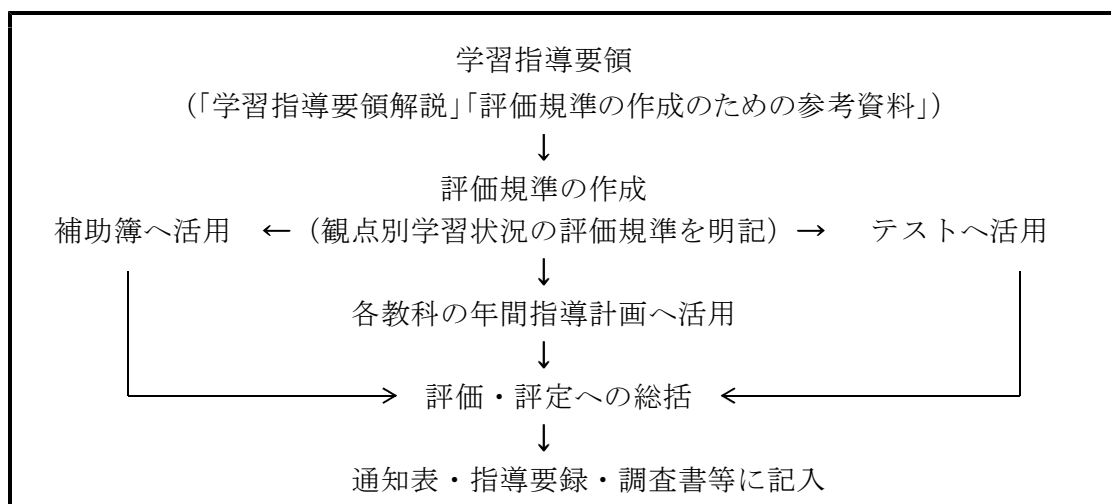 学習指導要領
(「学習指導要領解説」「評価規準の作成のための参考資料」)
↓
評価規準の作成
補助簿へ活用 ← (観点別学習状況の評価規準を明記) → テストへ活用
↓
各教科の年間指導計画へ活用
↓
評価・評定への総括
↓
通知表・指導要録・調査書等に記入